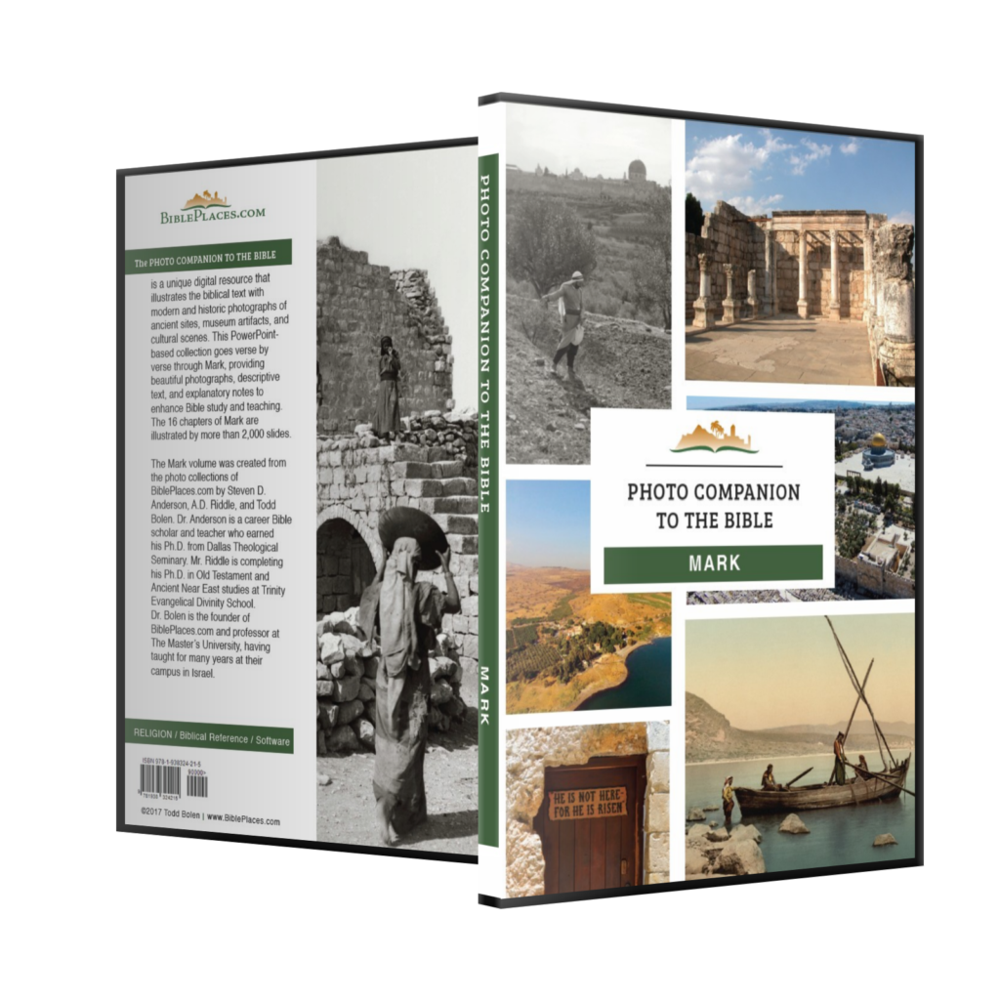 BIBLEPLACES.COM
The PHOTO COMPANION TO THE BIBLE
is a unique digital resource that
illustrates the biblical text with
modern and historic photographs of
ancient sites, museum artifacts, and
cultural scenes. This PowerPoint-
based collection goes verse by
verse through Mark, providing
beautiful photographs, descriptive
text, and explanatory notes to
enhance Bible study and teaching.
The 16 chapters of Mark are
illustrated by more than 2,000 slides.
The Mark volume was created from
the photo collections of
BiblePlaces.com by Steven D.
Anderson, A.D. Riddle, and Todd
Bolen. Dr. Anderson is a career Bible
scholar and teacher who earned
his Ph.D. from Dallas Theological
Seminary. Mr. Riddle is completing
his Ph.D. in Old Testament and
Ancient Near East studies at Trinity
Evangelical Divinity School.
Dr. Bolen is the founder of
BiblePlaces.com and professor at
The Master's University, having
taught for many years at their
campus in Israel.
RELIGION / Biblical Reference / Software
©2017 Todd Bolen | www.BiblePlaces.com
PHOTO COMPANION TO THE BIBLE
MARK
PHOTO COMPANION
TO THE BIBLE
MARK
HE IS NOT HERE-
FOR HE IS RISEN